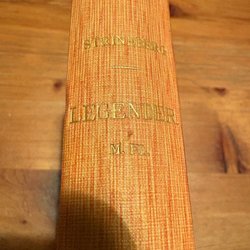 STRINDBERG
LEGENDER
M. FL.